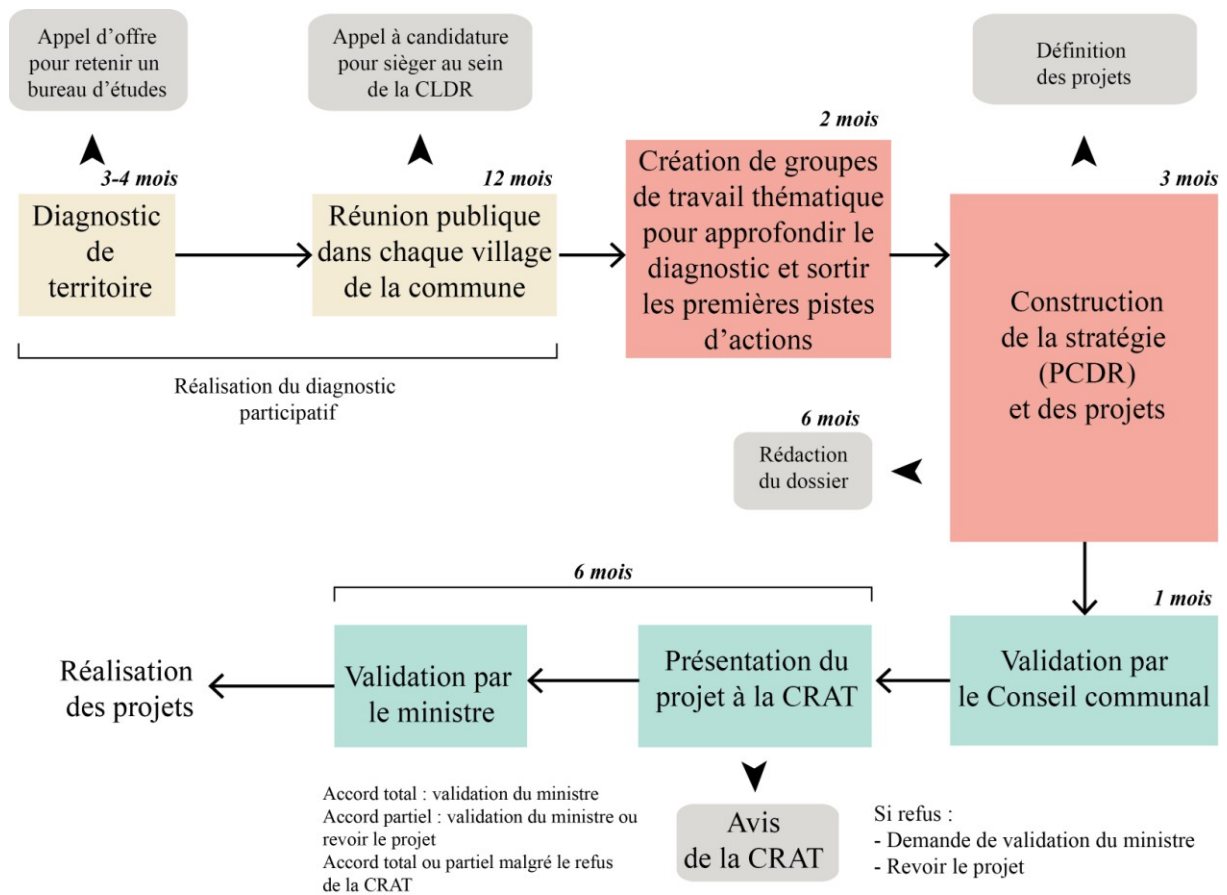 Appel d’offre
pour retenir un
bureau d’études
Appel à candidature
pour sièger au sein
de la CLDR
Définition
des projets
3-4 mois
Diagnostic
de
territoire
12 mois
Réunion publique
dans chaque village
de la commune
2 mois
Création de groupes
de travail thématique
pour approfondir le
diagnostic et sortir
les premières pistes
d’actions
3 mois
Construction
de la stratégie
(PCDR)
et des projets
Réalisation du diagnostic
participatif
6 mois
Rédaction
du dossier
1 mois
Validation par
le Conseil communal
6 mois
Présentation du
projet à la CRAT
Validation par
le ministre
Réalisation
des projets
Accord total : validation du ministre
Accord partiel : validation du ministre ou
revoir le projet
Accord total ou partiel malgré le refus
de la CRAT
Avis
de la CRAT
Si refus :
- Demande de validation du ministre
- Revoir le projet